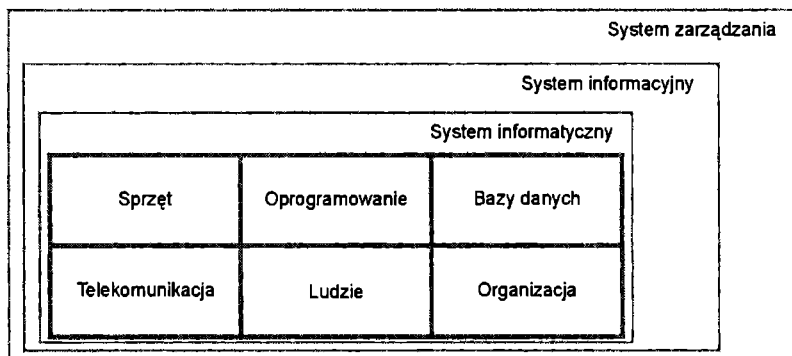 System zarządzania
System informacyjny
System informatyczny
Sprzęt
Oprogramowanie
Bazy danych
Telekomunikacja
Ludzie
Organizacja